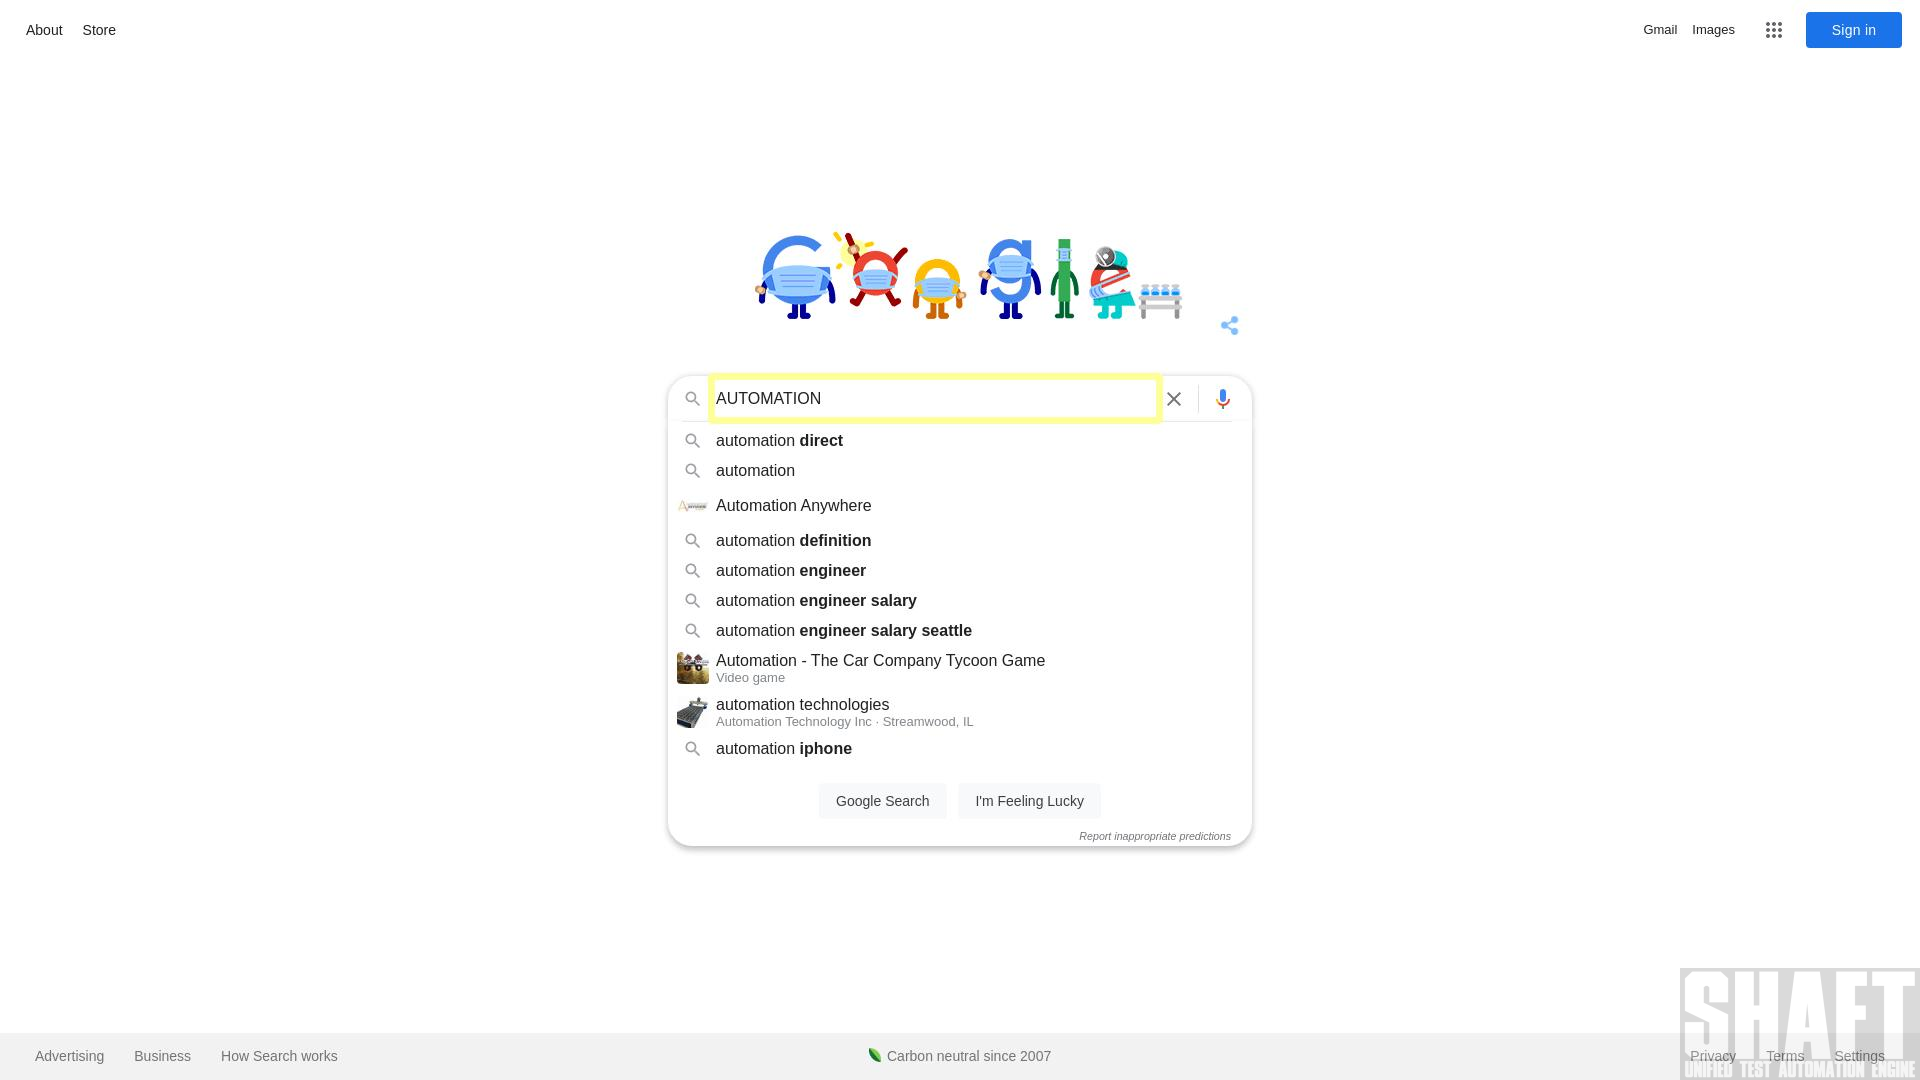 About Store
Gmail Images Sign in
Google
AUTOMATION
automation direct
automation
Automation Anywhere
automation definition
automation engineer
automation engineer salary
automation engineer salary seattle
Automation - The Car Company Tycoon Game
Video game
automation technologies
Automation Technology Inc · Streamwood, IL
automation iphone
Google Search I'm Feeling Lucky
Report inappropriate predictions
SHAFT
Advertising Business How Search works Carbon neutral since 2007 Privacy Terms Settings
UNIFIED TEST AUTOMATION ENGINE